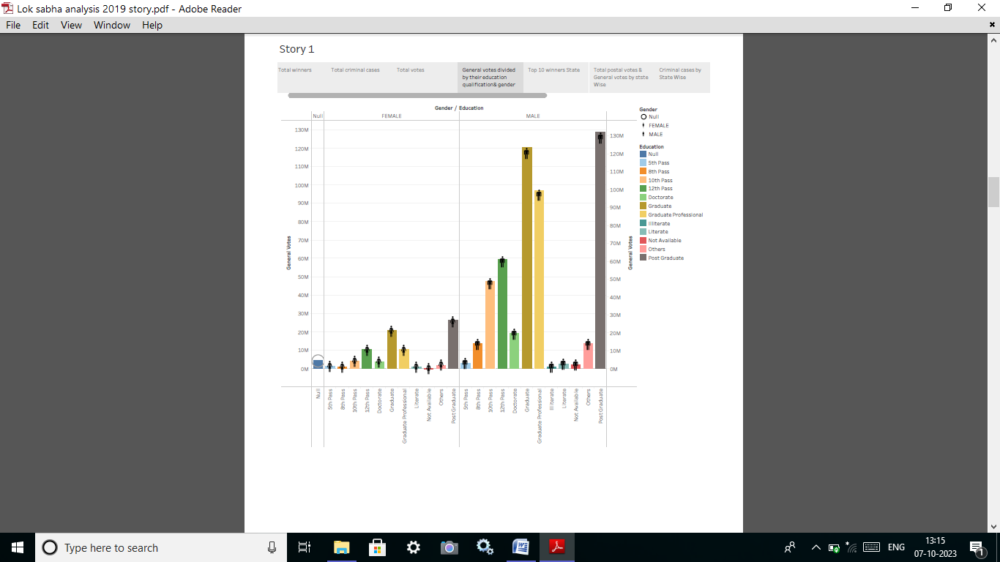 Lok sabha analysis 2019 story.pdf - Adobe Reader
File Edit View Window Help
Story 1
Total winners
Total criminal cases
Total votes
General votes divided
by their education
qualification& gender
Top 10 winners State
Total postal votes &
General votes by stste
Wise
Criminal cases by
State Wise
Gender / Education
Null FEMALE MALE
130M
120M
110M
100M
90M
80M
70M
60M
50M
40M
30M
20M
10M
0M
General Votes
130M
120M
110M
100M
90M
80M
70M
60M
50M
40M
30M
20M
10M
0M
General Votes
Null
5th Pass
8th Pass
10th Pass
12th Pass
Doctorate
Graduate
Graduate Professional
Literate
Not Available
Others
Post Graduate
5th Pass
8th Pass
10th Pass
12th Pass
Doctorate
Graduate
Graduate Professional
Illiterate
Literate
Not Available
Others
Post Graduate
Gender
Null
FEMALE
MALE
Education
Null
5th Pass
8th Pass
10th Pass
12th Pass
Doctorate
Graduate
Graduate Professional
Illiterate
Literate
Not Available
Others
Post Graduate
Type here to search
ENG
13:15
07-10-2023
1